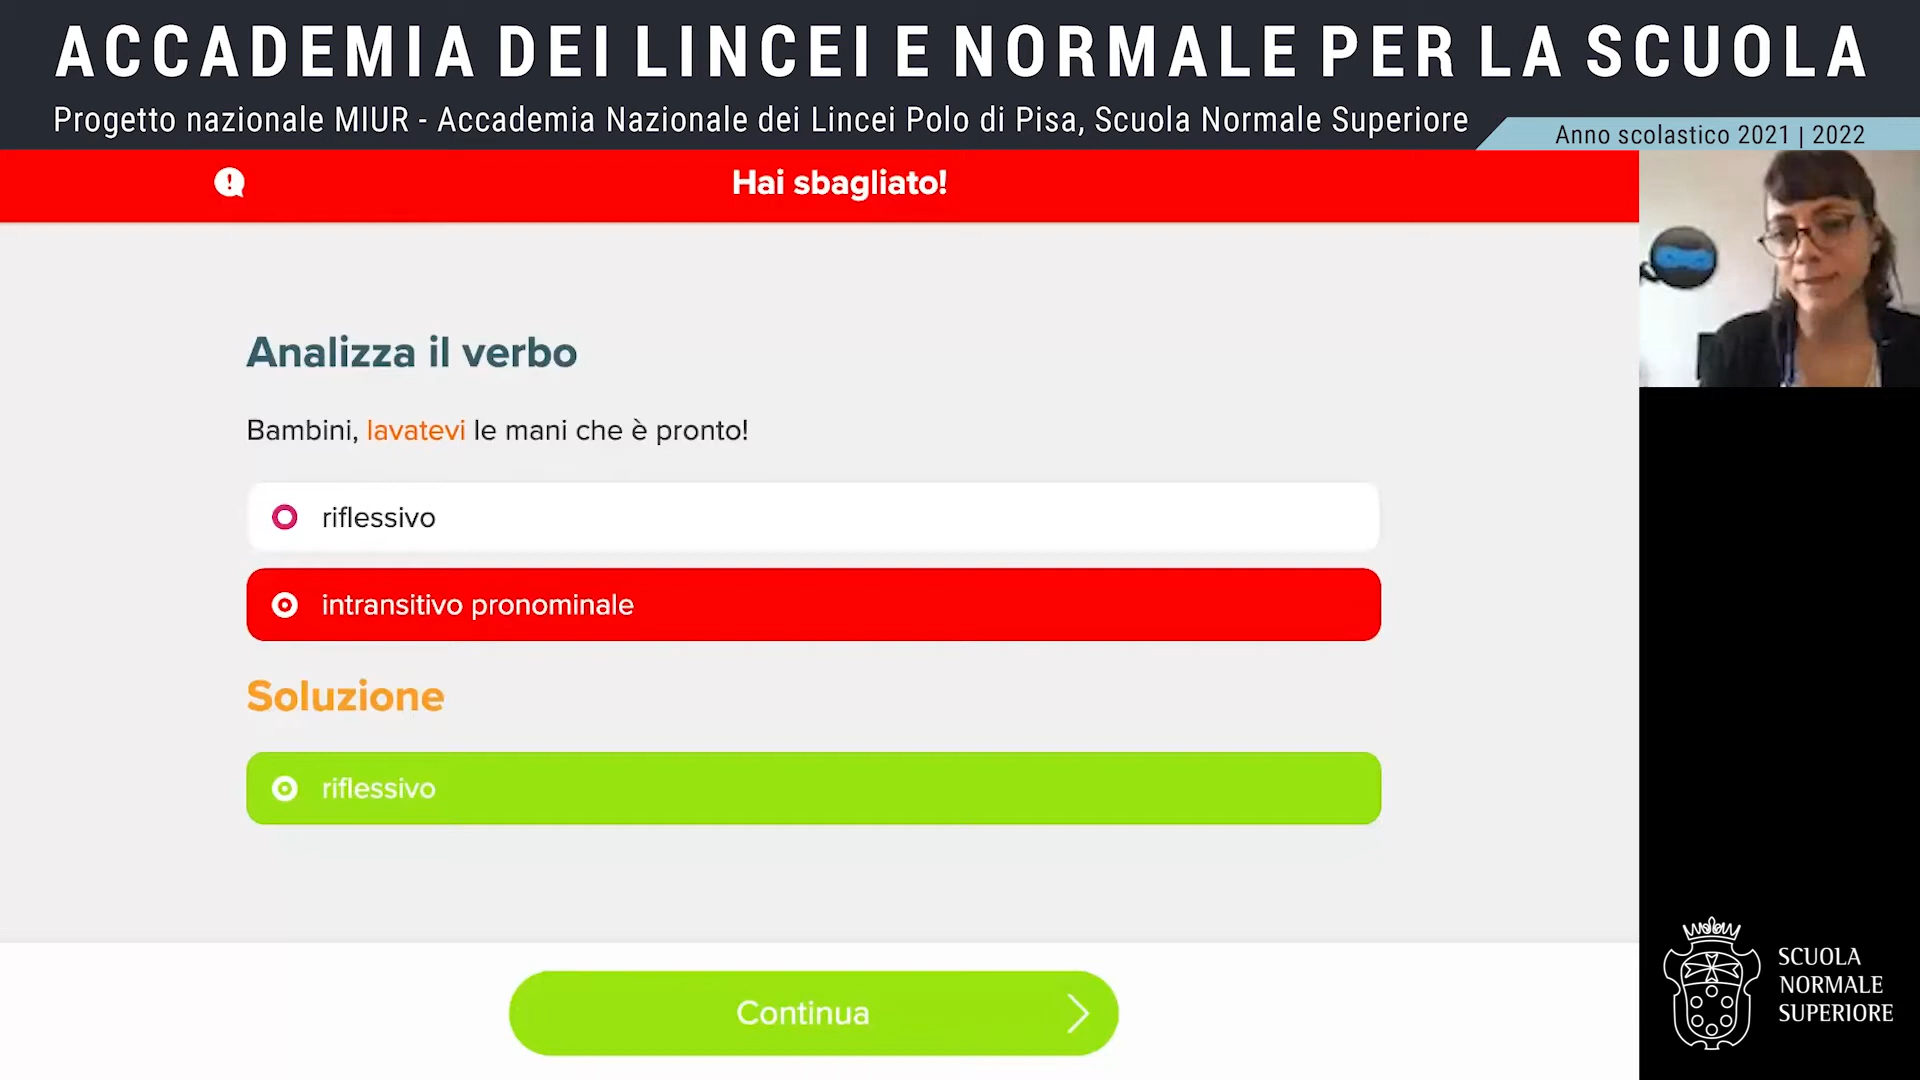 ACCADEMIA DEI LINCEI E NORMALE PER LA SCUOLA
Progetto nazionale MIUR - Accademia Nazionale dei Lincei Polo di Pisa, Scuola Normale Superiore
Anno scolastico 2021 | 2022
Hai sbagliato!
Analizza il verbo
Bambini, lavatevi le mani che è pronto!
riflessivo
intransitivo pronominale
Soluzione
riflessivo
Continua
SCUOLA
NORMALE
SUPERIORE